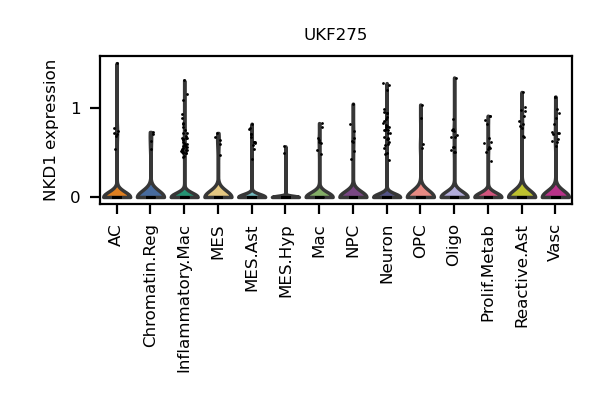 UKF275
NKD1 expression
1
0
AC
Chromatin.Reg
Inflammatory.Mac
MES
MES.Ast
MES.Hyp
Mac
NPC
Neuron
OPC
Oligo
Prolif.Metab
Reactive.Ast
Vasc